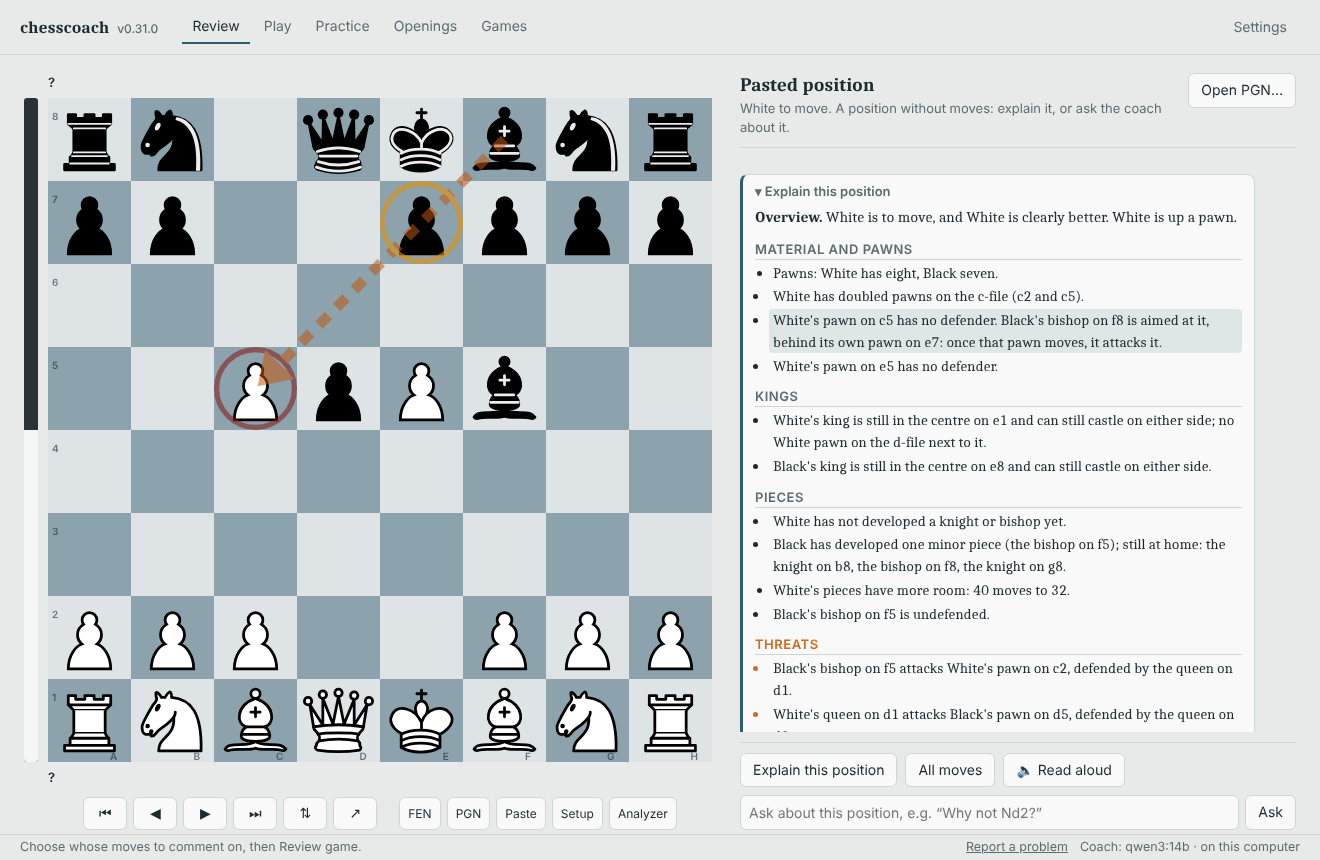 chesscoach v0.31.0 Review Play Practice Openings Games Settings
?
8
7
6
5
4
3
2
1
A B C D E F G H
?
⏮ ◀ ▶ ⏭ ⇅ ↗ FEN PGN Paste Setup Analyzer
Pasted position
White to move. A position without moves: explain it, or ask the coach
about it.
Open PGN...
▾ Explain this position
Overview. White is to move, and White is clearly better. White is up a pawn.
MATERIAL AND PAWNS
• Pawns: White has eight, Black seven.
• White has doubled pawns on the c-file (c2 and c5).
• White's pawn on c5 has no defender. Black's bishop on f8 is aimed at it,
behind its own pawn on e7: once that pawn moves, it attacks it.
• White's pawn on e5 has no defender.
KINGS
• White's king is still in the centre on e1 and can still castle on either side; no
White pawn on the d-file next to it.
• Black's king is still in the centre on e8 and can still castle on either side.
PIECES
• White has not developed a knight or bishop yet.
• Black has developed one minor piece (the bishop on f5); still at home: the
knight on b8, the bishop on f8, the knight on g8.
• White's pieces have more room: 40 moves to 32.
• Black's bishop on f5 is undefended.
THREATS
• Black's bishop on f5 attacks White's pawn on c2, defended by the queen on
d1.
• White's queen on d1 attacks Black's pawn on d5, defended by the queen on
Explain this position All moves 🔈 Read aloud
Ask about this position, e.g. “Why not Nd2?” Ask
Choose whose moves to comment on, then Review game. Report a problem Coach: qwen3:14b · on this computer